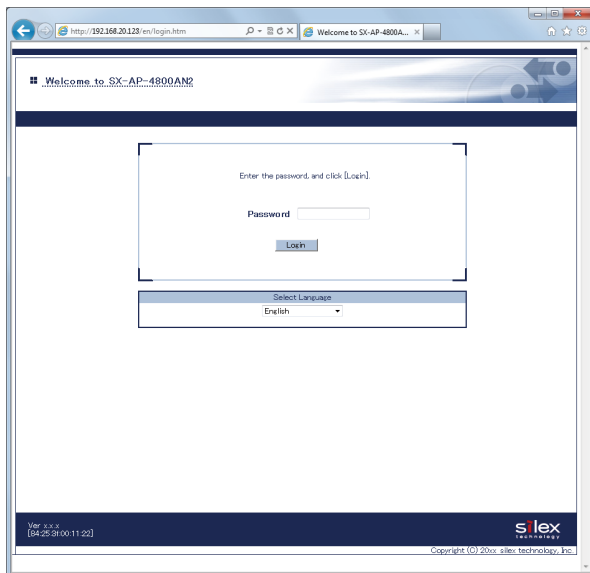 http://192.168.20.123/en/login.htm
Welcome to SX-AP-4800A...
Welcome to SX-AP-4800AN2
Enter the password, and click [Login].
Password
Login
Select Language
English
Ver x.x.x
[84:25:3f:00:11:22]
silex
technology
Copyright (C) 20xx silex technology, Inc.